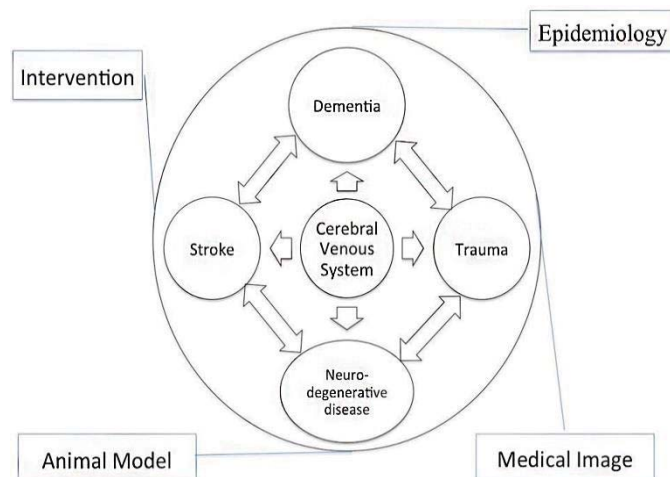 Epidemiology
Intervention
Dementia
Stroke
Cerebral
Venous
System
Trauma
Neuro-
degenerative
disease
Animal Model
Medical Image